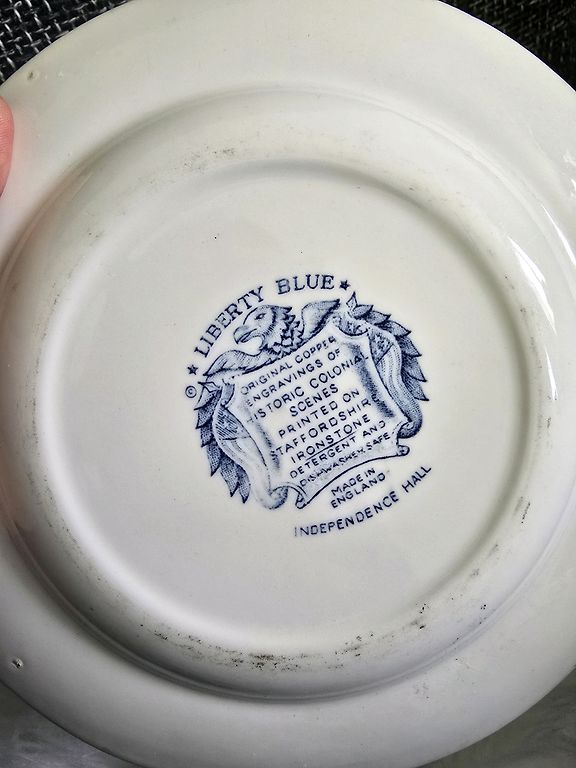 ★ LIBERTY BLUE ★
©
ORIGINAL COPPER
ENGRAVINGS OF
HISTORIC COLONIAL
SCENES
PRINTED ON
STAFFORDSHIRE
IRONSTONE
DETERGENT AND
DISHWASHER SAFE
MADE IN
ENGLAND
INDEPENDENCE HALL